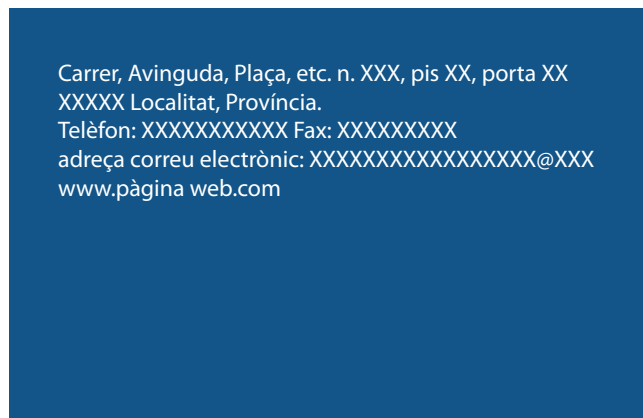 Carrer, Avinguda, Plaça, etc. n. XXX, pis XX, porta XX
XXXXX Localitat, Província.
Telèfon: XXXXXXXXXXX Fax: XXXXXXXXX
adreça correu electrònic: XXXXXXXXXXXXXXXXX@XXX
www.pàgina web.com